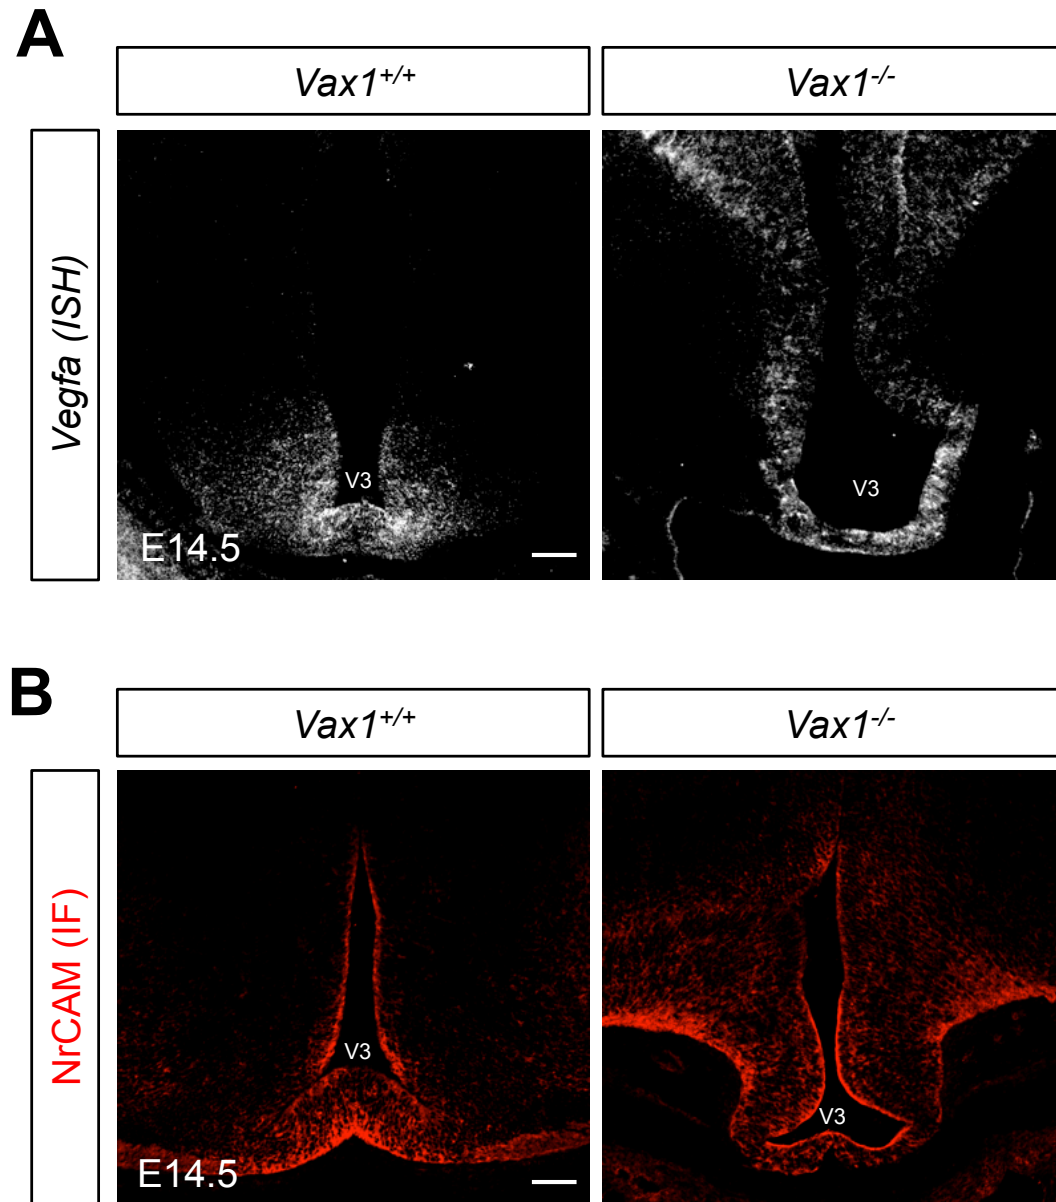 A
Vax1+/+
Vax1-/-
Vegfa (ISH)
V3
V3
E14.5
B
Vax1+/+
Vax1-/-
NrCAM (IF)
V3
V3
E14.5